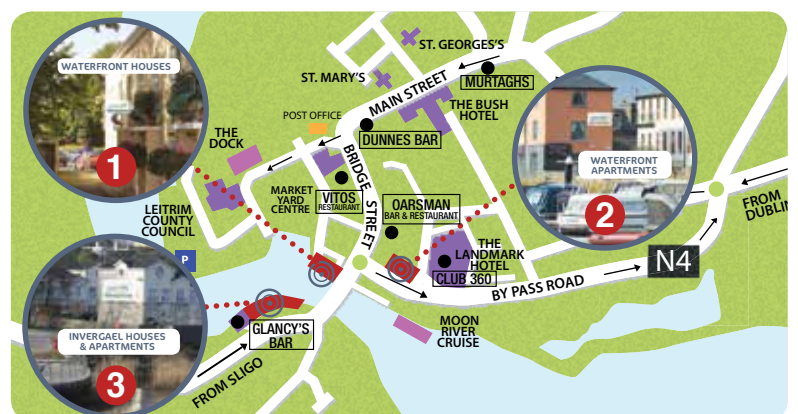 WATERFRONT HOUSES
1
ST. GEORGES'S
ST. MARY'S
MAIN STREET
MURTAGHS
THE BUSH
HOTEL
POST OFFICE
DUNNES BAR
THE
DOCK
BRIDGE STREET
MARKET
YARD
CENTRE
VITOS
RESTAURANT
OARSMAN
BAR & RESTAURANT
LEITRIM
COUNTY
COUNCIL
P
WATERFRONT
APARTMENTS
2
FROM
DUBLIN
THE
LANDMARK
HOTEL
CLUB 360
N4
BY PASS ROAD
MOON
RIVER
CRUISE
GLANCY'S
BAR
FROM SLIGO
INVERGAEL HOUSES
& APARTMENTS
3